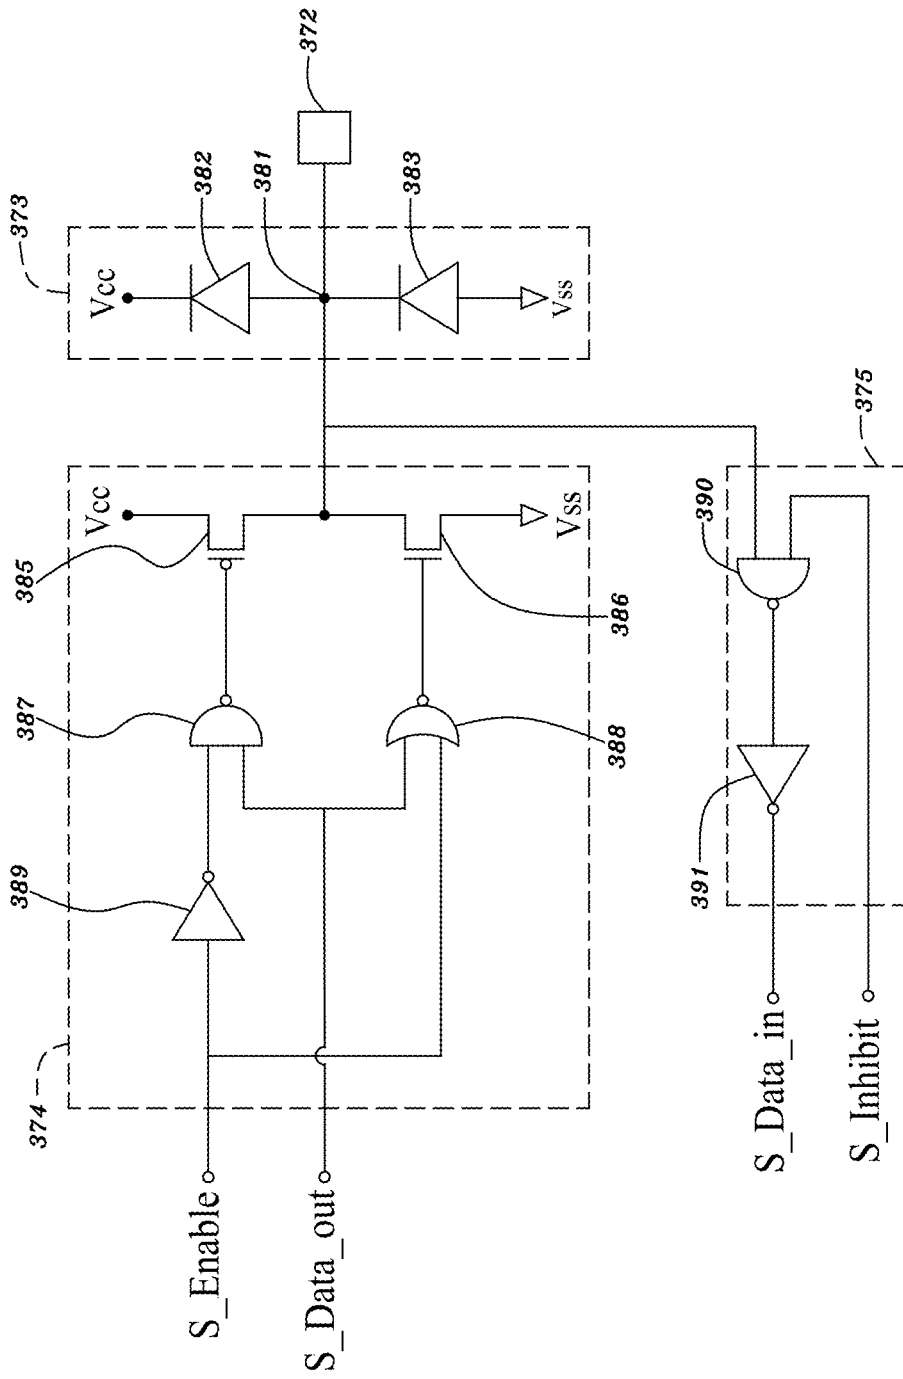 372
373
382
381
383
Vcc
Vss
375
Vcc
Vss
385
386
390
387
388
391
389
374
S_Enable
S_Data_out
S_Data_in
S_Inhibit